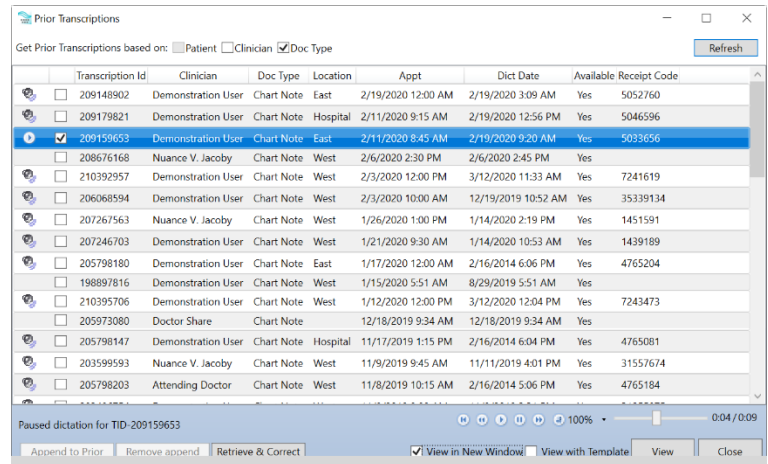 Prior Transcriptions
Get Prior Transcriptions based on: Patient Clinician Doc Type Refresh
Transcription Id Clinician Doc Type Location Appt Dict Date Available Receipt Code
209148902 Demonstration User Chart Note East 2/19/2020 12:00 AM 2/19/2020 3:09 AM Yes 5052760
209179821 Demonstration User Chart Note Hospital 2/11/2020 9:15 AM 2/19/2020 12:56 PM Yes 5046596
209159653 Demonstration User Chart Note East 2/11/2020 8:45 AM 2/19/2020 9:20 AM Yes 5033656
208676168 Nuance V. Jacoby Chart Note West 2/6/2020 2:30 PM 2/6/2020 2:45 PM Yes
210392957 Demonstration User Chart Note West 2/3/2020 12:00 PM 3/12/2020 11:33 AM Yes 7241619
206068594 Demonstration User Chart Note West 2/3/2020 10:00 AM 12/19/2019 10:52 AM Yes 35339134
207267563 Nuance V. Jacoby Chart Note West 1/26/2020 1:00 PM 1/14/2020 2:19 PM Yes 1451591
207246703 Demonstration User Chart Note West 1/21/2020 9:30 AM 1/14/2020 10:53 AM Yes 1439189
205798180 Demonstration User Chart Note East 1/17/2020 12:00 AM 2/16/2014 6:06 PM Yes 4765204
198897816 Demonstration User Chart Note West 1/15/2020 5:51 AM 8/29/2019 5:51 AM Yes
210395706 Demonstration User Chart Note West 1/12/2020 12:00 PM 3/12/2020 12:04 PM Yes 7243473
205973080 Doctor Share Chart Note 12/18/2019 9:34 AM 12/18/2019 9:34 AM Yes
205798147 Demonstration User Chart Note Hospital 11/17/2019 1:15 PM 2/16/2014 6:04 PM Yes 4765081
203599593 Nuance V. Jacoby Chart Note West 11/9/2019 9:45 AM 11/11/2019 4:01 PM Yes 31557674
205798203 Attending Doctor Chart Note West 11/8/2019 10:15 AM 2/16/2014 5:06 PM Yes 4765184
Paused dictation for TID-209159653 100% 0:04/0:09
Append to Prior Remove append Retrieve & Correct View in New Window View with Template View Close